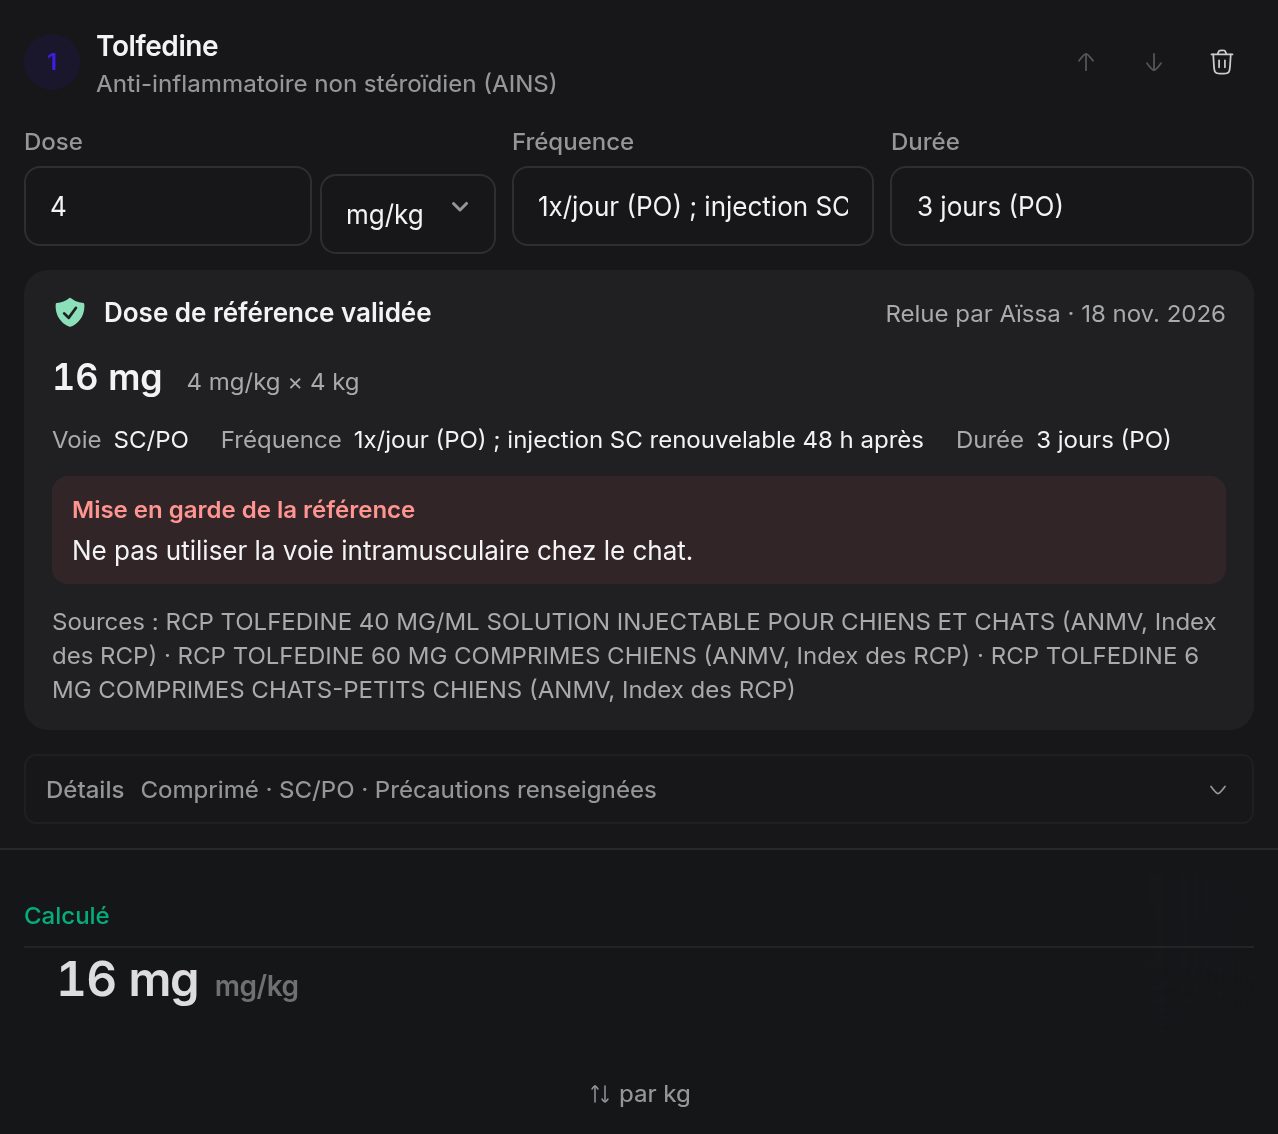 1
Tolfedine
Anti-inflammatoire non stéroïdien (AINS)
Dose
Fréquence
Durée
4
mg/kg
1x/jour (PO) ; injection SC
3 jours (PO)
Dose de référence validée
Relue par Aïssa · 18 nov. 2026
16 mg 4 mg/kg × 4 kg
Voie SC/PO Fréquence 1x/jour (PO) ; injection SC renouvelable 48 h après Durée 3 jours (PO)
Mise en garde de la référence
Ne pas utiliser la voie intramusculaire chez le chat.
Sources : RCP TOLFEDINE 40 MG/ML SOLUTION INJECTABLE POUR CHIENS ET CHATS (ANMV, Index
des RCP) · RCP TOLFEDINE 60 MG COMPRIMES CHIENS (ANMV, Index des RCP) · RCP TOLFEDINE 6
MG COMPRIMES CHATS-PETITS CHIENS (ANMV, Index des RCP)
Détails Comprimé · SC/PO · Précautions renseignées
Calculé
16 mg mg/kg
par kg